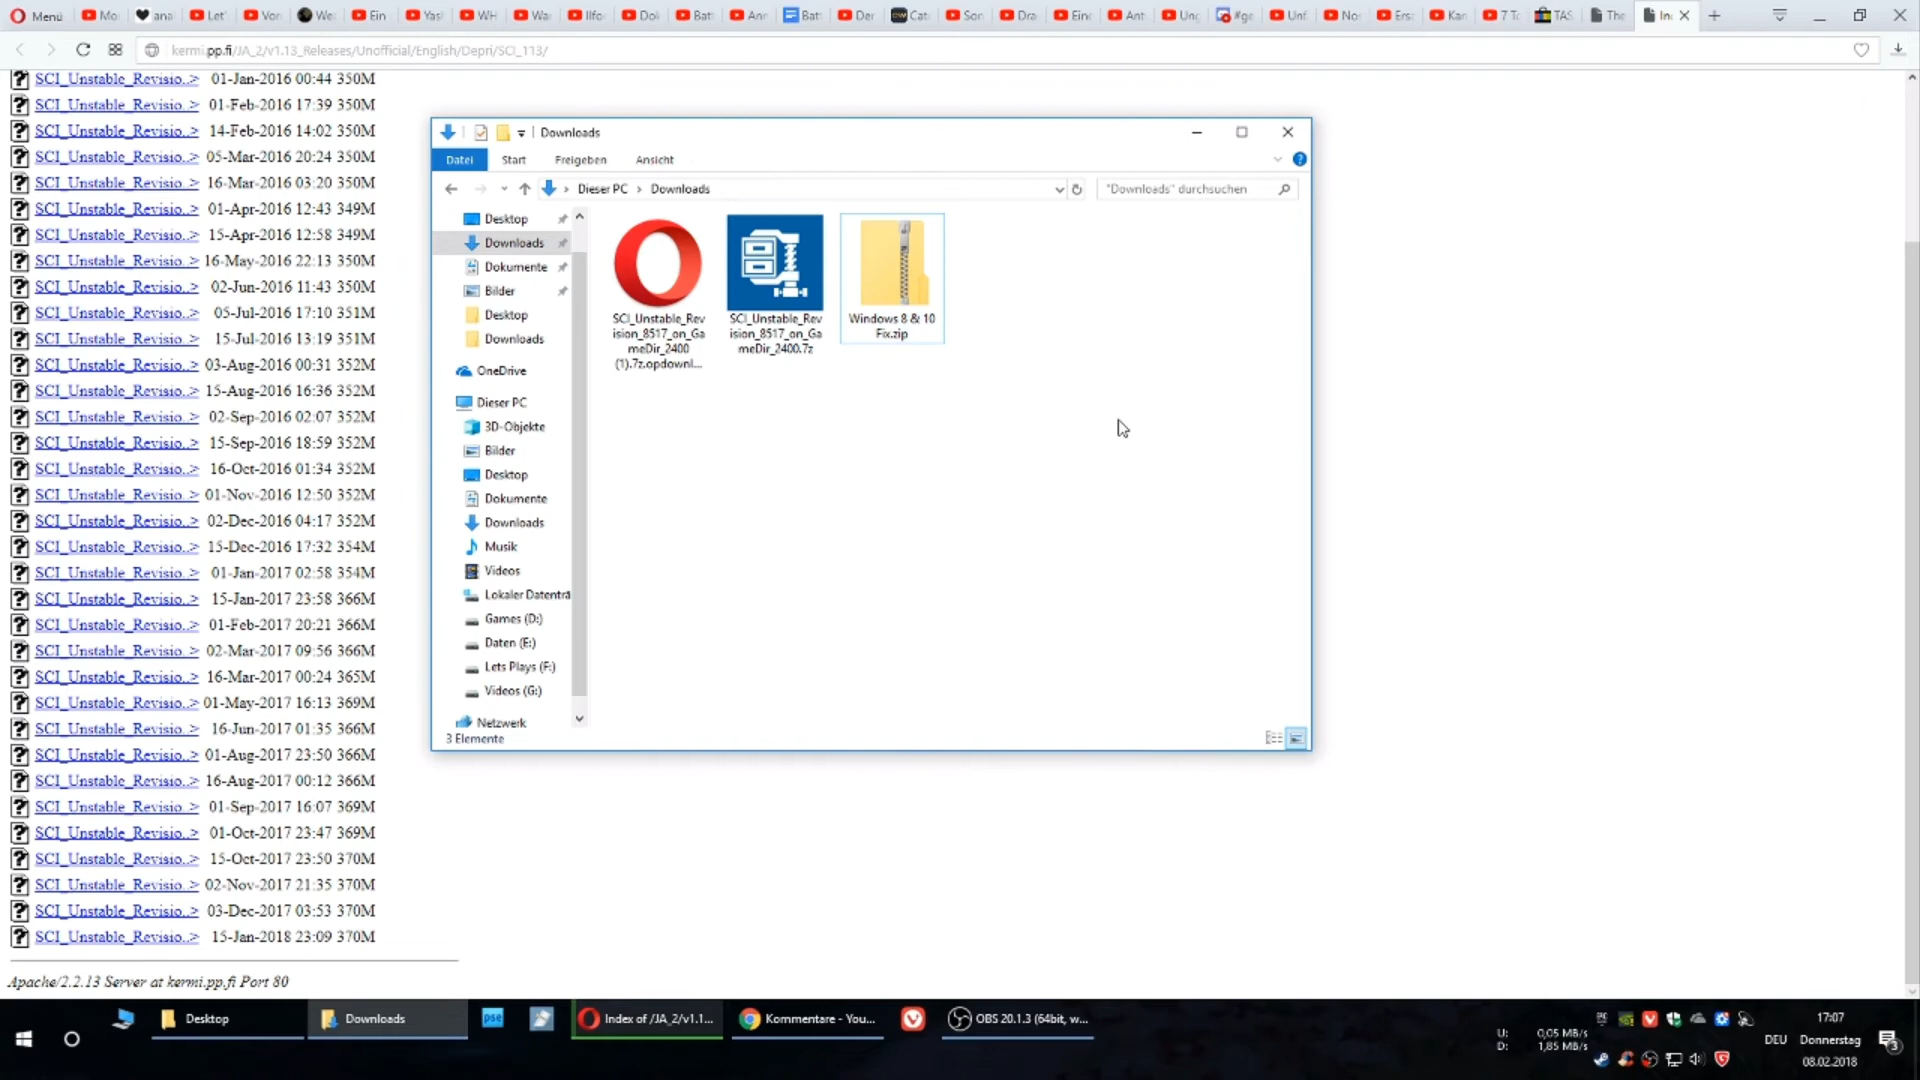 Menü
kermi.pp.fi/JA_2/v1.13_Releases/Unofficial/English/Depri/SCI_113/
SCI_Unstable_Revisio..> 01-Jan-2016 00:44 350M
SCI_Unstable_Revisio..> 01-Feb-2016 17:39 350M
SCI_Unstable_Revisio..> 14-Feb-2016 14:02 350M
SCI_Unstable_Revisio..> 05-Mar-2016 20:24 350M
SCI_Unstable_Revisio..> 16-Mar-2016 03:20 350M
SCI_Unstable_Revisio..> 01-Apr-2016 12:43 349M
SCI_Unstable_Revisio..> 15-Apr-2016 12:58 349M
SCI_Unstable_Revisio..> 16-May-2016 22:13 350M
SCI_Unstable_Revisio..> 02-Jun-2016 11:43 350M
SCI_Unstable_Revisio..> 05-Jul-2016 17:10 351M
SCI_Unstable_Revisio..> 15-Jul-2016 13:19 351M
SCI_Unstable_Revisio..> 03-Aug-2016 00:31 352M
SCI_Unstable_Revisio..> 15-Aug-2016 16:36 352M
SCI_Unstable_Revisio..> 02-Sep-2016 02:07 352M
SCI_Unstable_Revisio..> 15-Sep-2016 18:59 352M
SCI_Unstable_Revisio..> 16-Oct-2016 01:34 352M
SCI_Unstable_Revisio..> 01-Nov-2016 12:50 352M
SCI_Unstable_Revisio..> 02-Dec-2016 04:17 352M
SCI_Unstable_Revisio..> 15-Dec-2016 17:32 354M
SCI_Unstable_Revisio..> 01-Jan-2017 02:58 354M
SCI_Unstable_Revisio..> 15-Jan-2017 23:58 366M
SCI_Unstable_Revisio..> 01-Feb-2017 20:21 366M
SCI_Unstable_Revisio..> 02-Mar-2017 09:56 366M
SCI_Unstable_Revisio..> 16-Mar-2017 00:24 365M
SCI_Unstable_Revisio..> 01-May-2017 16:13 369M
SCI_Unstable_Revisio..> 16-Jun-2017 01:35 366M
SCI_Unstable_Revisio..> 01-Aug-2017 23:50 366M
SCI_Unstable_Revisio..> 16-Aug-2017 00:12 366M
SCI_Unstable_Revisio..> 01-Sep-2017 16:07 369M
SCI_Unstable_Revisio..> 01-Oct-2017 23:47 369M
SCI_Unstable_Revisio..> 15-Oct-2017 23:50 370M
SCI_Unstable_Revisio..> 02-Nov-2017 21:35 370M
SCI_Unstable_Revisio..> 03-Dec-2017 03:53 370M
SCI_Unstable_Revisio..> 15-Jan-2018 23:09 370M
Apache/2.2.13 Server at kermi.pp.fi Port 80
Downloads
Datei Start Freigeben Ansicht
Dieser PC Downloads
"Downloads" durchsuchen
Desktop
Downloads
Dokumente
Bilder
Desktop
Downloads
OneDrive
Dieser PC
3D-Objekte
Bilder
Desktop
Dokumente
Downloads
Musik
Videos
Lokaler Datenträ
Games (D:)
Daten (E:)
Lets Plays (F:)
Videos (G:)
Netzwerk
3 Elemente
SCI_Unstable_Rev
ision_8517_on_Ga
meDir_2400
(1).7z.opdownl...
SCI_Unstable_Rev
ision_8517_on_Ga
meDir_2400.7z
Windows 8 & 10
Fix.zip
Desktop
Downloads
pse
Index of /JA_2/v1.1...
Kommentare - You...
OBS 20.1.3 (64bit, w...
U: 0,05 MB/s
D: 1,85 MB/s
DEU
17:07
Donnerstag
08.02.2018
3